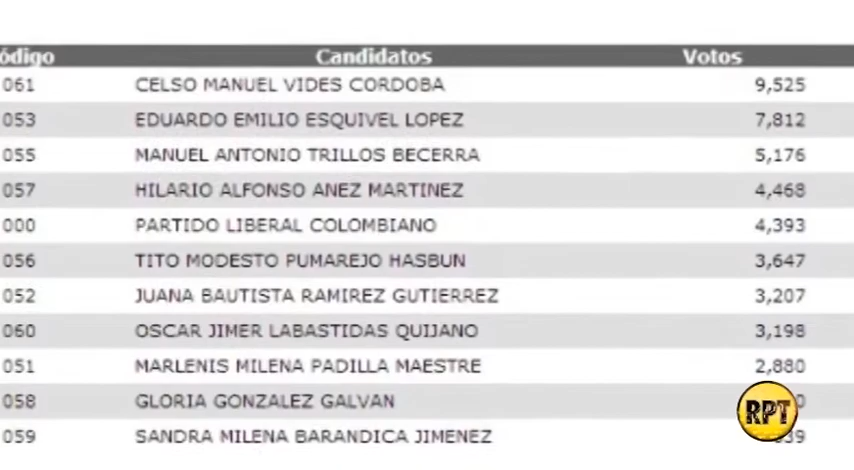 ódigo Candidatos Votos
061 CELSO MANUEL VIDES CORDOBA 9,525
053 EDUARDO EMILIO ESQUIVEL LOPEZ 7,812
055 MANUEL ANTONIO TRILLOS BECERRA 5,176
057 HILARIO ALFONSO ANEZ MARTINEZ 4,468
000 PARTIDO LIBERAL COLOMBIANO 4,393
056 TITO MODESTO PUMAREJO HASBUN 3,647
052 JUANA BAUTISTA RAMIREZ GUTIERREZ 3,207
060 OSCAR JIMER LABASTIDAS QUIJANO 3,198
051 MARLENIS MILENA PADILLA MAESTRE 2,880
058 GLORIA GONZALEZ GALVAN
RPT
059 SANDRA MILENA BARANDICA JIMENEZ